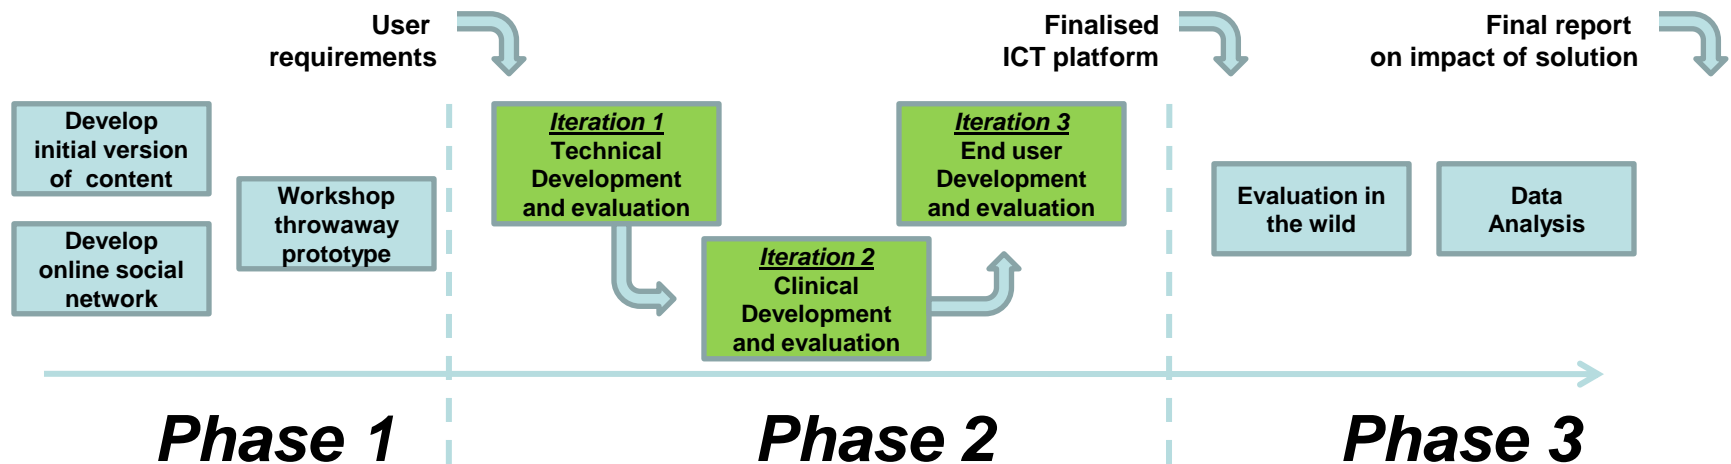 User
requirements
Finalised
ICT platform
Final report
on impact of solution
Develop
initial version
of content
Develop
online social
network
Workshop
throwaway
prototype
Iteration 1
Technical
Development
and evaluation
Iteration 2
Clinical
Development
and evaluation
Iteration 3
End user
Development
and evaluation
Evaluation in
the wild
Data
Analysis
Phase 1
Phase 2
Phase 3